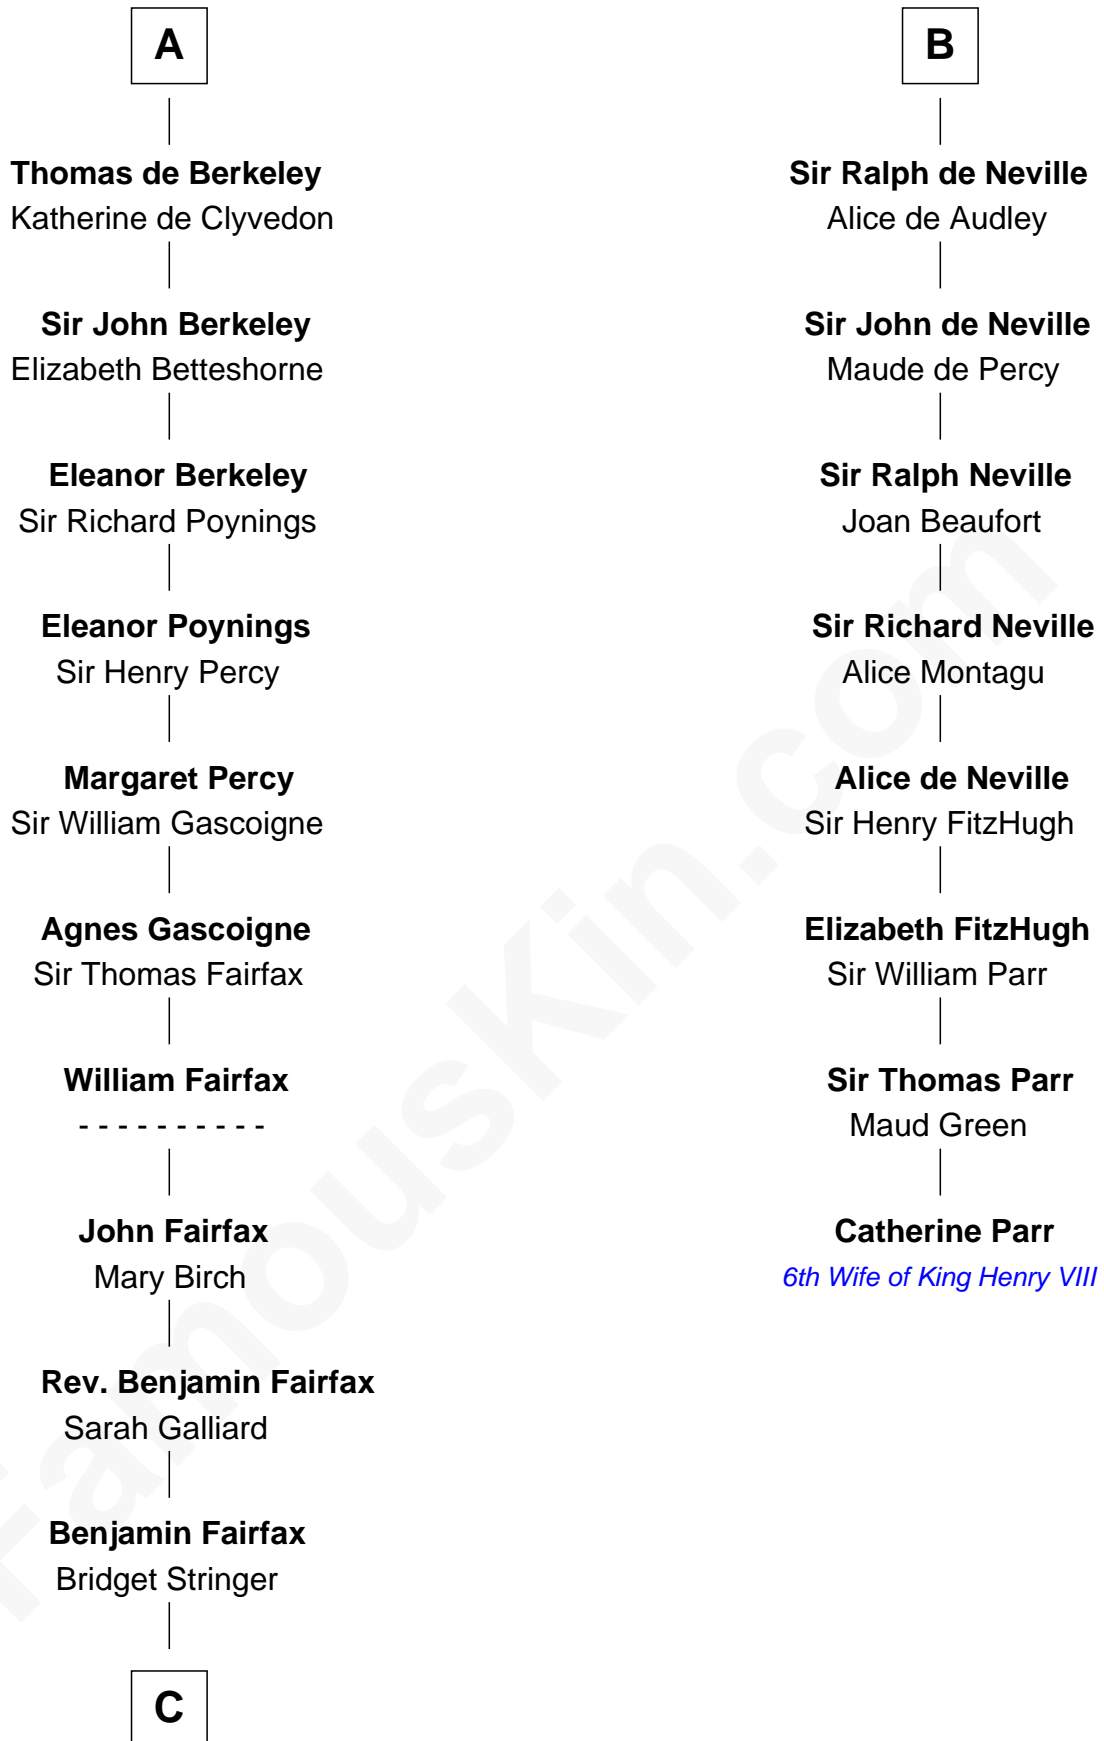 A
Thomas de Berkeley
Katherine de Clyvedon
Sir John Berkeley
Elizabeth Betteshorne
Eleanor Berkeley
Sir Richard Poynings
Eleanor Poynings
Sir Henry Percy
Margaret Percy
Sir William Gascoigne
Agnes Gascoigne
Sir Thomas Fairfax
William Fairfax
- - - - - - - - - -
John Fairfax
Mary Birch
Rev. Benjamin Fairfax
Sarah Galliard
Benjamin Fairfax
Bridget Stringer
C
B
Sir Ralph de Neville
Alice de Audley
Sir John de Neville
Maude de Percy
Sir Ralph Neville
Joan Beaufort
Sir Richard Neville
Alice Montagu
Alice de Neville
Sir Henry FitzHugh
Elizabeth FitzHugh
Sir William Parr
Sir Thomas Parr
Maud Green
Catherine Parr
6th Wife of King Henry VIII
FamousKin.com